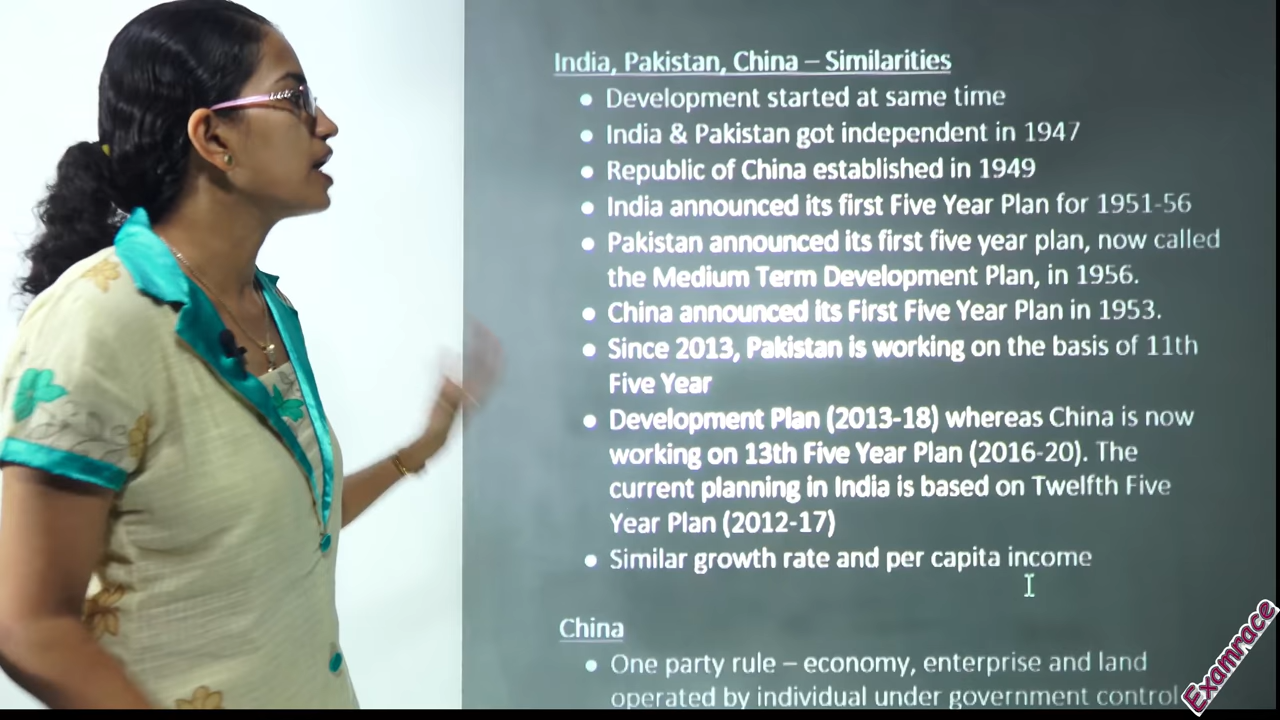 India, Pakistan, China – Similarities
• Development started at same time
• India & Pakistan got independent in 1947
• Republic of China established in 1949
• India announced its first Five Year Plan for 1951-56
• Pakistan announced its first five year plan, now called
the Medium Term Development Plan, in 1956.
• China announced its First Five Year Plan in 1953.
• Since 2013, Pakistan is working on the basis of 11th
Five Year
• Development Plan (2013-18) whereas China is now
working on 13th Five Year Plan (2016-20). The
current planning in India is based on Twelfth Five
Year Plan (2012-17)
• Similar growth rate and per capita income
China
• One party rule – economy, enterprise and land
operated by individual under government control
Examrace